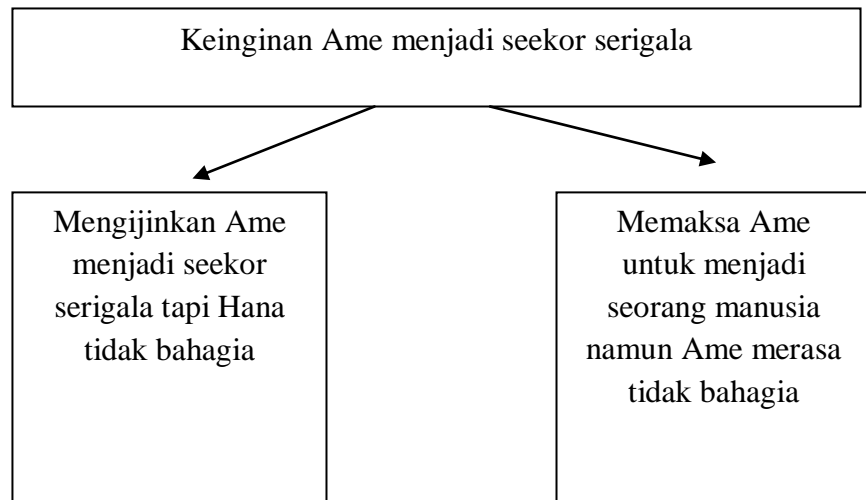 Keinginan Ame menjadi seekor serigala
Mengijinkan Ame
menjadi seekor
serigala tapi Hana
tidak bahagia
Memaksa Ame
untuk menjadi
seorang manusia
namun Ame merasa
tidak bahagia